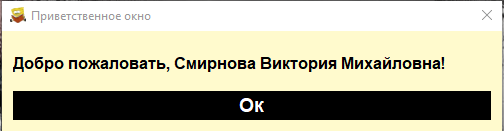 Приветственное окно
Добро пожаловать, Смирнова Виктория Михайловна!
Ок